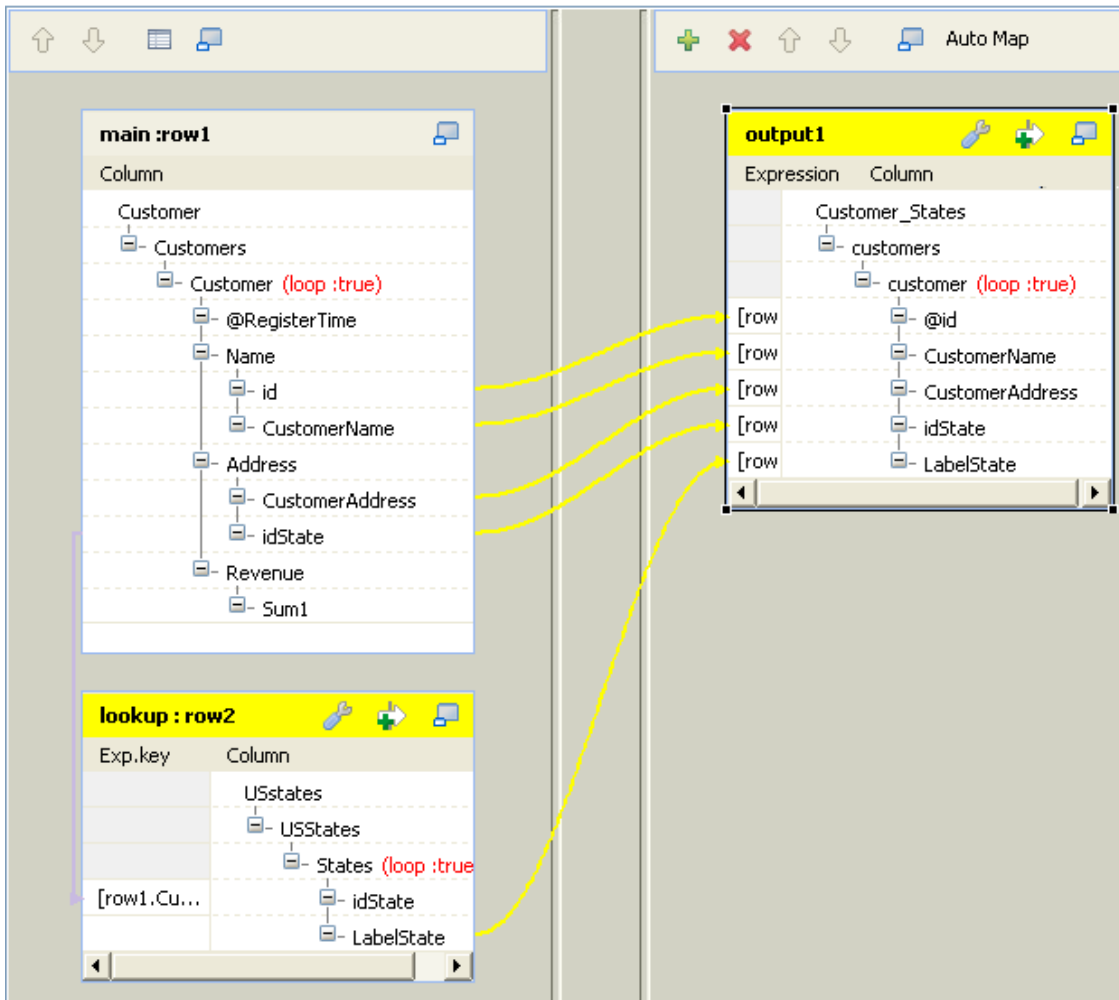 Auto Map
main :row1
Column
Customer
Customers
Customer (loop :true)
@RegisterTime
Name
id
CustomerName
Address
CustomerAddress
idState
Revenue
Sum1
lookup : row2
Exp.key Column
USstates
USStates
States (loop :true
[row1.Cu... idState
LabelState
output1
Expression Column
Customer_States
customers
customer (loop :true)
[row @id
[row CustomerName
[row CustomerAddress
[row idState
[row LabelState